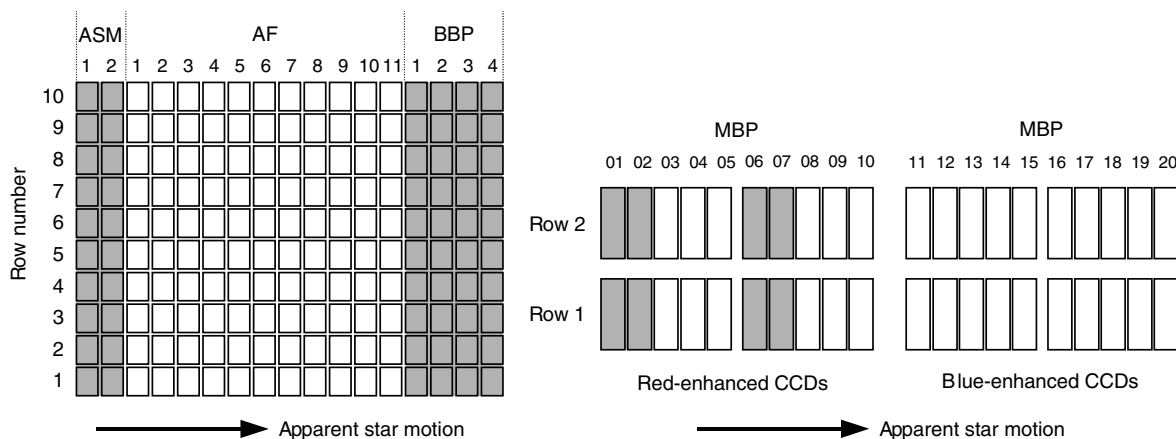 ASM AF BBP
1 2 1 2 3 4 5 6 7 8 9 10 11 1 2 3 4
10
9
8
7
6
5
4
3
2
1
Row number
Apparent star motion
MBP MBP
01 02 03 04 05 06 07 08 09 10 11 12 13 14 15 16 17 18 19 20
Row 2
Row 1
Red-enhanced CCDs Blue-enhanced CCDs
Apparent star motion